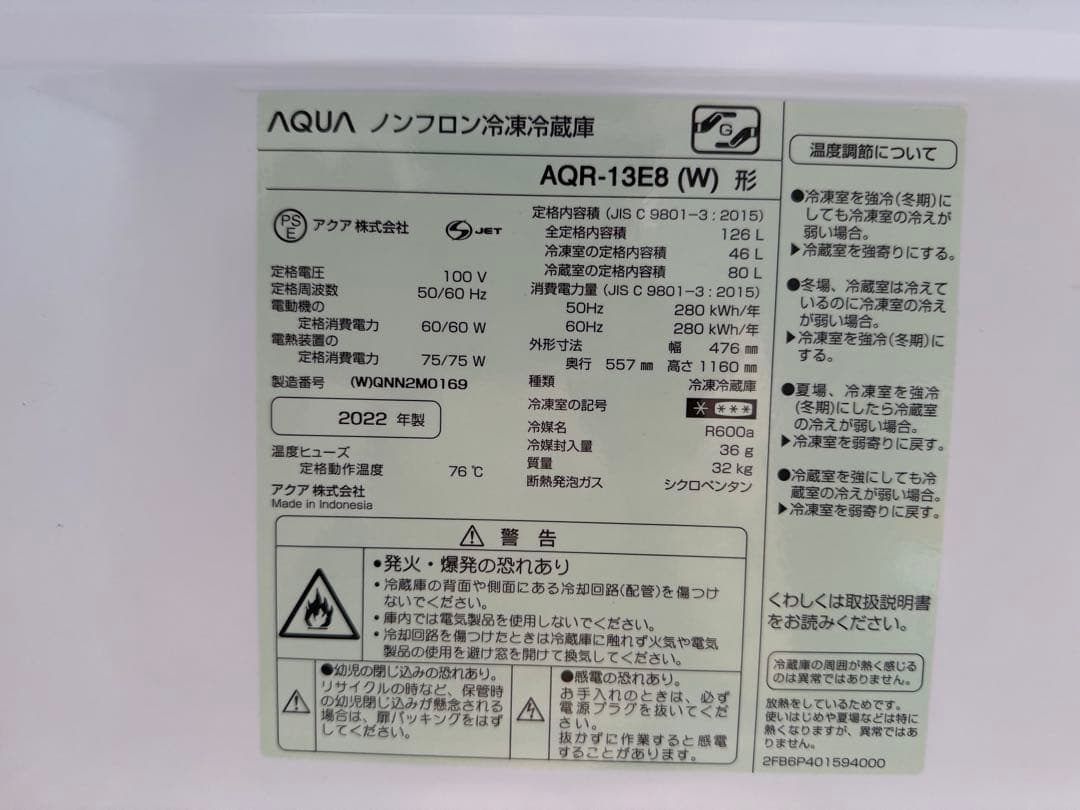 AQUA ノンフロン冷凍冷蔵庫
G
AQR-13E8 (W) 形
PS
E
アクア 株式会社
S JET
定格電圧 100 V
定格周波数 50/60 Hz
電動機の
定格消費電力 60/60 W
電熱装置の
定格消費電力 75/75 W
製造番号 (W)QNN2M0169
2022 年製
温度ヒューズ
定格動作温度 76 ℃
アクア 株式会社
Made in Indonesia
定格内容積 (JIS C 9801-3 : 2015)
全定格内容積 126 L
冷凍室の定格内容積 46 L
冷蔵室の定格内容積 80 L
消費電力量 (JIS C 9801-3 : 2015)
50Hz 280 kWh/年
60Hz 280 kWh/年
外形寸法 幅 476 ㎜
奥行 557 ㎜ 高さ 1160 ㎜
種類 冷凍冷蔵庫
冷凍室の記号 * ***
冷媒名 R600a
冷媒封入量 36 g
質量 32 kg
断熱発泡ガス シクロペンタン
⚠ 警 告
•発火・爆発の恐れあり
・冷蔵庫の背面や側面にある冷却回路(配管)を傷つけ
ないでください。
・庫内では電気製品を使用しないでください。
・冷却回路を傷つけたときは冷蔵庫に触れず火気や電気
製品の使用を避け窓を開けて換気してください。
●幼児の閉じ込みの恐れあり。
リサイクルの時など、保管時
の幼児閉じ込みが懸念される
場合は、扉パッキングをはず
してください。
●感電の恐れあり。
お手入れのときは、必ず
電源プラグを抜いてくだ
さい。
抜かずに作業すると感電
することがあります。
温度調節について
●冷凍室を強冷(冬期)に
しても冷凍室の冷えが
弱い場合。
▶冷蔵室を強寄りにする。
●冬場、冷蔵室は冷えて
いるのに冷凍室の冷え
が弱い場合。
▶冷凍室を強冷(冬期)に
する。
●夏場、冷凍室を強冷
(冬期)にしたら冷蔵室
の冷えが弱い場合。
▶冷凍室を弱寄りに戻す。
●冷蔵室を強にしても冷
蔵室の冷えが弱い場合。
▶冷凍室を弱寄りに戻す。
くわしくは取扱説明書
をお読みください。
冷蔵庫の周囲が熱く感じる
のは異常ではありません。
放熱をしているためです。
使いはじめや夏場などは特に
熱くなりますが、異常ではあ
りません。
2FB6P401594000